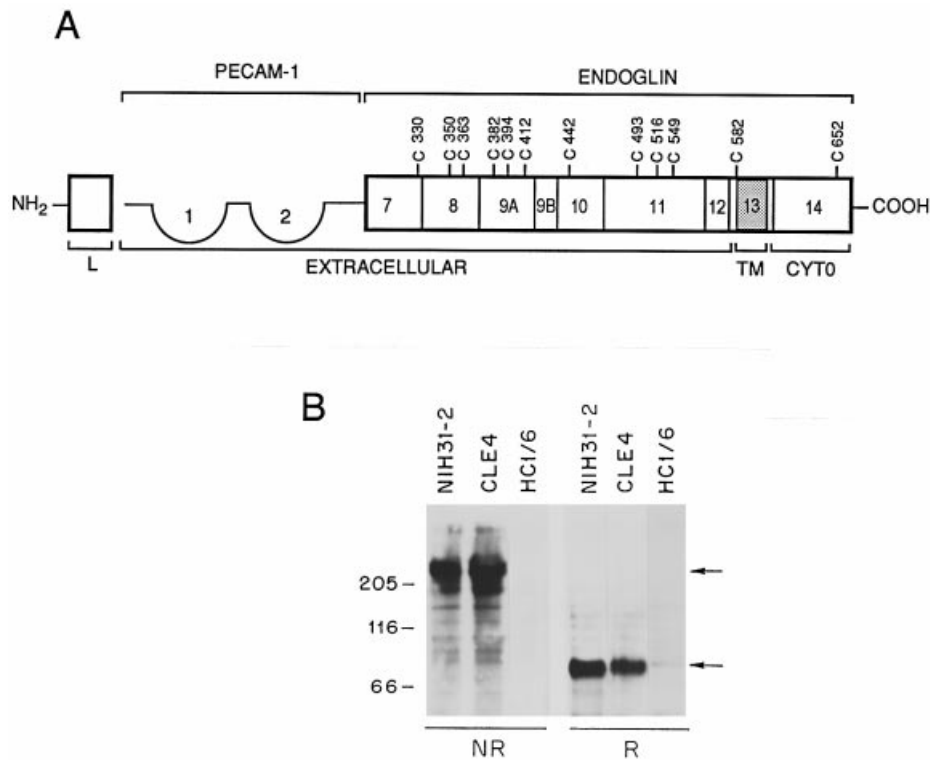 A
PECAM-1 ENDOGLIN
C 330 C 350 C 363 C 382 C 394 C 412 C 442 C 493 C 516 C 549 C 582 C 652
NH2 1 2 7 8 9A 9B 10 11 12 13 14 COOH
L EXTRACELLULAR TM CYTO
B
NIH31-2 CLE4 HC1/6 NIH31-2 CLE4 HC1/6
205
116
66
NR R